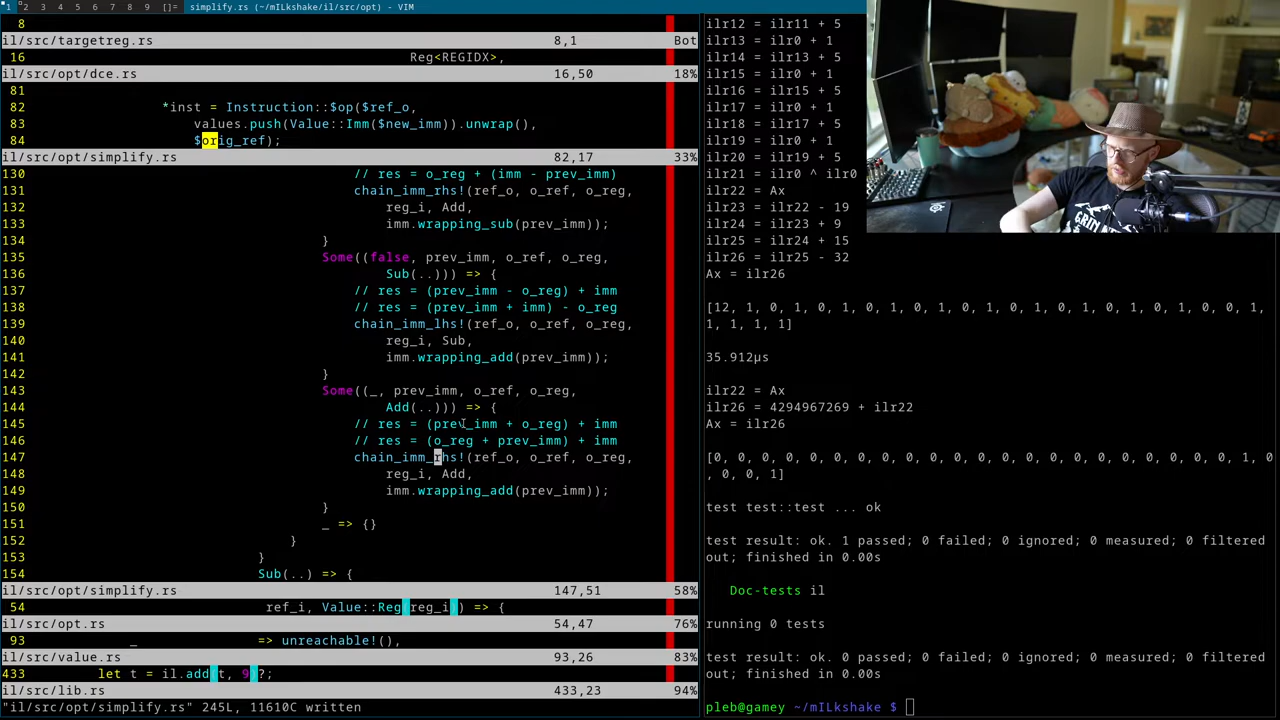 1 2 3 4 5 6 7 8 9 []= simplify.rs (~/mILkshake/il/src/opt) - VIM
8
il/src/targetreg.rs 8,1 Bot
16 Reg<REGIDX>,
il/src/opt/dce.rs 16,50 18%
81
82 *inst = Instruction::$op($ref_o,
83 values.push(Value::Imm($new_imm)).unwrap(),
84 $orig_ref);
il/src/opt/simplify.rs 82,17 33%
130 // res = o_reg + (imm - prev_imm)
131 chain_imm_rhs!(ref_o, o_ref, o_reg,
132 reg_i, Add,
133 imm.wrapping_sub(prev_imm));
134 }
135 Some((false, prev_imm, o_ref, o_reg,
136 Sub(..))) => {
137 // res = (prev_imm - o_reg) + imm
138 // res = (prev_imm + imm) - o_reg
139 chain_imm_lhs!(ref_o, o_ref, o_reg,
140 reg_i, Sub,
141 imm.wrapping_add(prev_imm));
142 }
143 Some((_, prev_imm, o_ref, o_reg,
144 Add(..))) => {
145 // res = (prev_imm + o_reg) + imm
146 // res = (o_reg + prev_imm) + imm
147 chain_imm_rhs!(ref_o, o_ref, o_reg,
148 reg_i, Add,
149 imm.wrapping_add(prev_imm));
150 }
151 _ => {}
152 }
153 }
154 Sub(..) => {
il/src/opt/simplify.rs 147,51 58%
54 ref_i, Value::Reg(reg_i)) => {
il/src/opt.rs 54,47 76%
93 _ => unreachable!(),
il/src/value.rs 93,26 83%
433 let t = il.add(t, 9)?;
il/src/lib.rs 433,23 94%
"il/src/opt/simplify.rs" 245L, 11610C written
ilr12 = ilr11 + 5
ilr13 = ilr0 + 1
ilr14 = ilr13 + 5
ilr15 = ilr0 + 1
ilr16 = ilr15 + 5
ilr17 = ilr0 + 1
ilr18 = ilr17 + 5
ilr19 = ilr0 + 1
ilr20 = ilr19 + 5
ilr21 = ilr0 ^ ilr0
ilr22 = Ax
ilr23 = ilr22 - 19
ilr24 = ilr23 + 9
ilr25 = ilr24 + 15
ilr26 = ilr25 - 32
Ax = ilr26
[12, 1, 0, 1, 0, 1, 0, 1, 0, 1, 0, 1, 0, 1, 0, 1, 0, 1, 0, 1, 0, 1,
1, 1, 1, 1]
35.912µs
ilr22 = Ax
ilr26 = 4294967269 + ilr22
Ax = ilr26
[0, 0, 0, 0, 0, 0, 0, 0, 0, 0, 0, 0, 0, 0, 0, 0, 0, 0, 0, 0, 1, 0
, 0, 0, 1]
test test::test ... ok
test result: ok. 1 passed; 0 failed; 0 ignored; 0 measured; 0 filtered
out; finished in 0.00s
Doc-tests il
running 0 tests
test result: ok. 0 passed; 0 failed; 0 ignored; 0 measured; 0 filtered
out; finished in 0.00s
pleb@gamey ~/mILkshake $